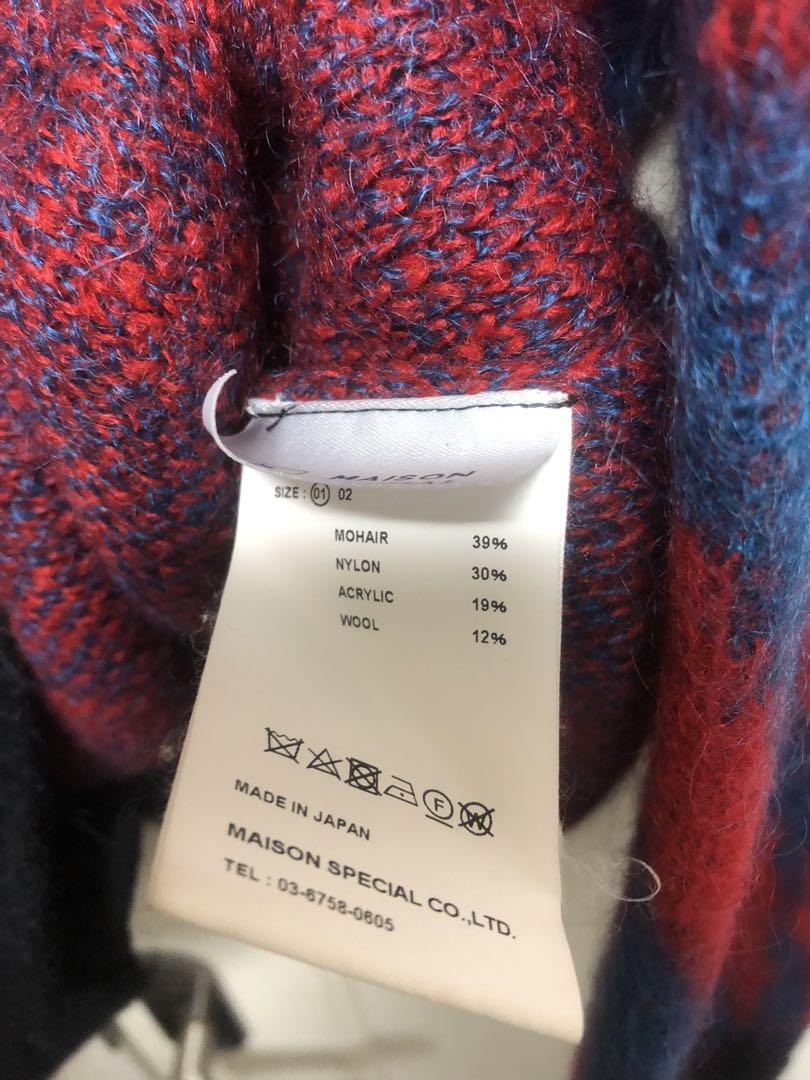 MAISON
SIZE : 01 02
MOHAIR 39%
NYLON 30%
ACRYLIC 19%
WOOL 12%
F W
MADE IN JAPAN
MAISON SPECIAL CO.,LTD.
TEL : 03-6758-0605